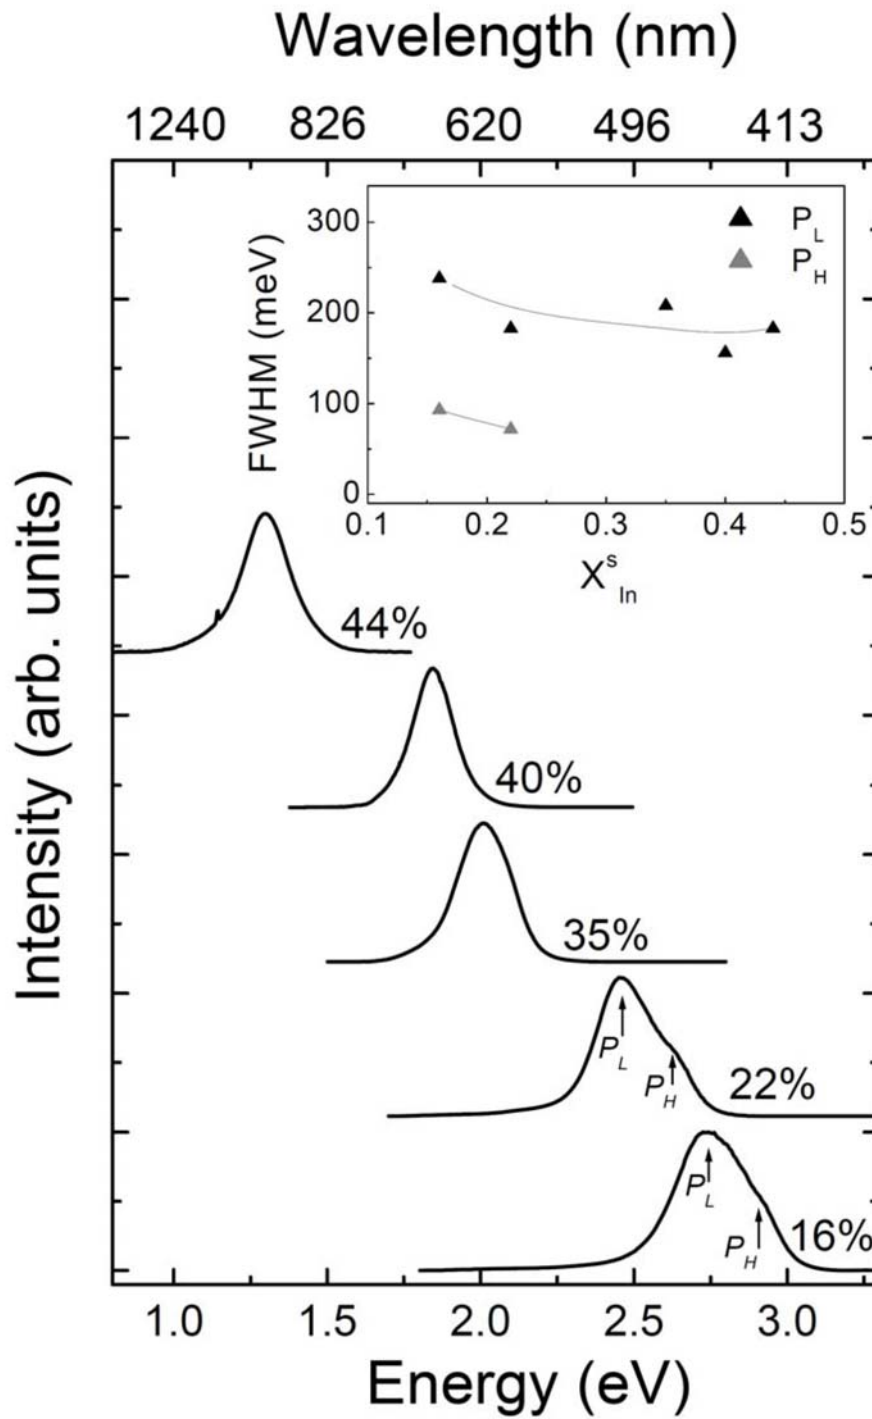 Wavelength (nm)
1240 826 620 496 413
300
200
100
0
FWHM (meV)
P_L
P_H
0.1 0.2 0.3 0.4 0.5
X^s_In
Intensity (arb. units)
44%
40%
35%
P_L
P_H
22%
P_L
P_H
16%
1.0 1.5 2.0 2.5 3.0
Energy (eV)